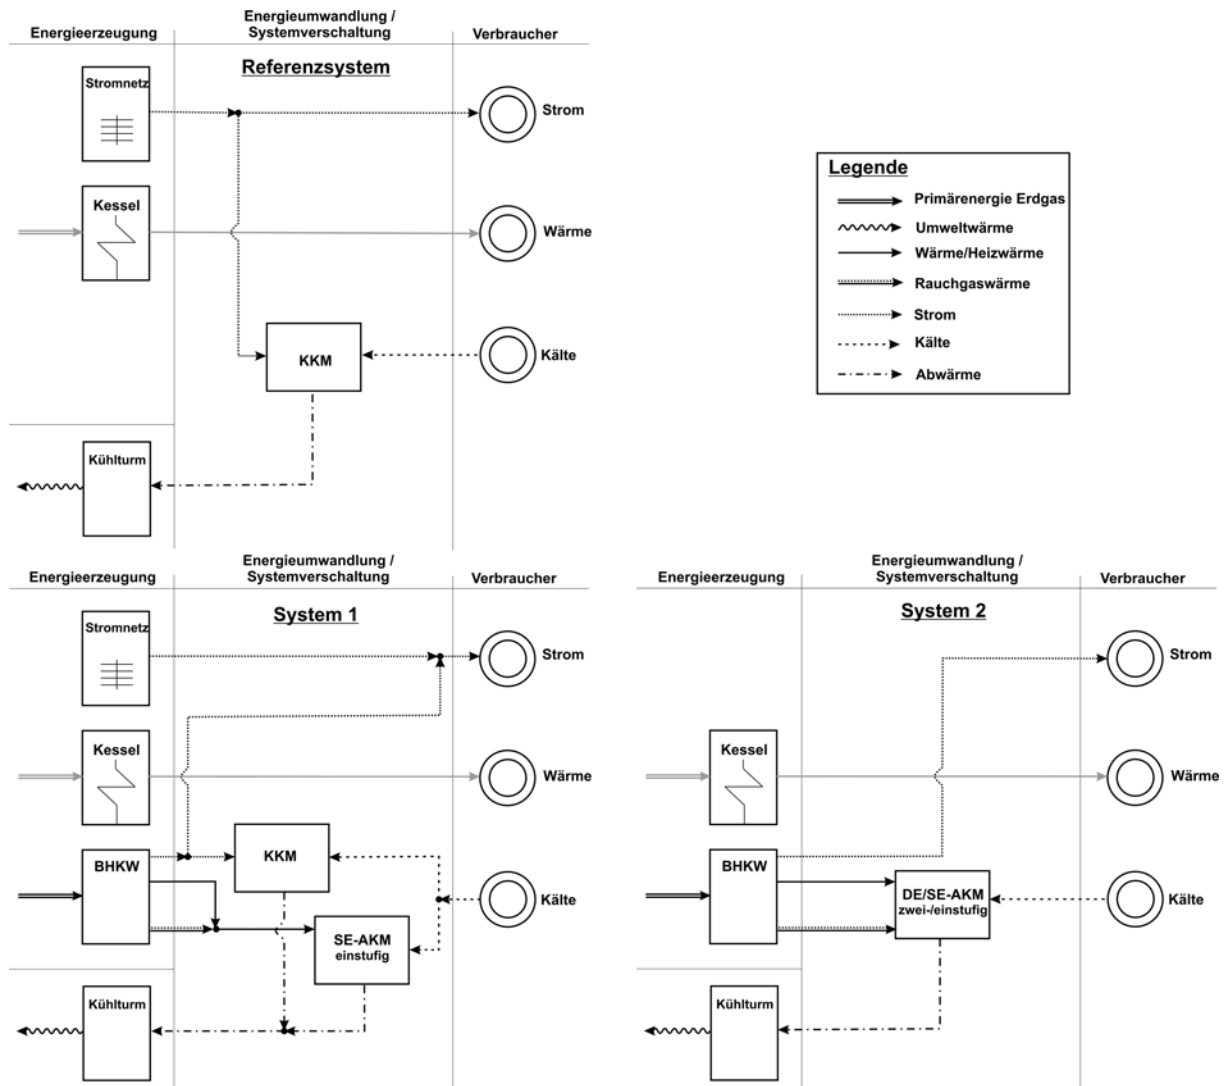 Energieerzeugung
Energieumwandlung /
Systemverschaltung
Verbraucher
Referenzsystem
Stromnetz
Strom
Kessel
Wärme
KKM
Kälte
Kühlturm
Legende
Primärenergie Erdgas
Umweltwärme
Wärme/Heizwärme
Rauchgaswärme
Strom
Kälte
Abwärme
Energieerzeugung
Energieumwandlung /
Systemverschaltung
Verbraucher
System 1
Stromnetz
Strom
Kessel
Wärme
BHKW
KKM
Kälte
SE-AKM
einstufig
Kühlturm
Energieerzeugung
Energieumwandlung /
Systemverschaltung
Verbraucher
System 2
Strom
Kessel
Wärme
BHKW
DE/SE-AKM
zwei-/einstufig
Kälte
Kühlturm